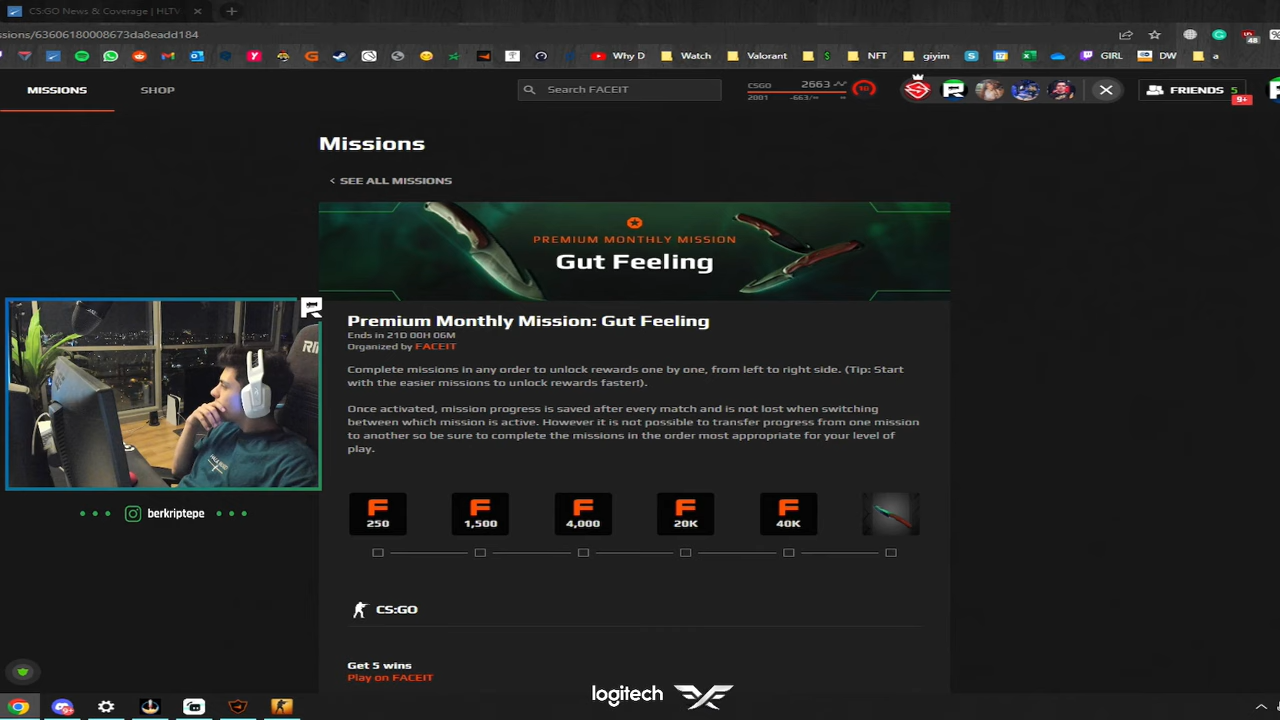 CS:GO News & Coverage | HLTV
ssions/63606180008673da8eadd184
48
Why D
Watch
Valorant
$
NFT
giyim
GIRL
DW
a
MISSIONS
SHOP
Search FACEIT
CSGO
2663
2001
-663/∞
10
FRIENDS 5
9+
Missions
< SEE ALL MISSIONS
PREMIUM MONTHLY MISSION
Gut Feeling
Premium Monthly Mission: Gut Feeling
Ends in 21D 00H 06M
Organized by FACEIT
Complete missions in any order to unlock rewards one by one, from left to right side. (Tip: Start
with the easier missions to unlock rewards faster!).
Once activated, mission progress is saved after every match and is not lost when switching
between which mission is active. However it is not possible to transfer progress from one mission
to another so be sure to complete the missions in the order most appropriate for your level of
play.
berkriptepe
F 250
F 1,500
F 4,000
F 20K
F 40K
CS:GO
Get 5 wins
Play on FACEIT
logitech